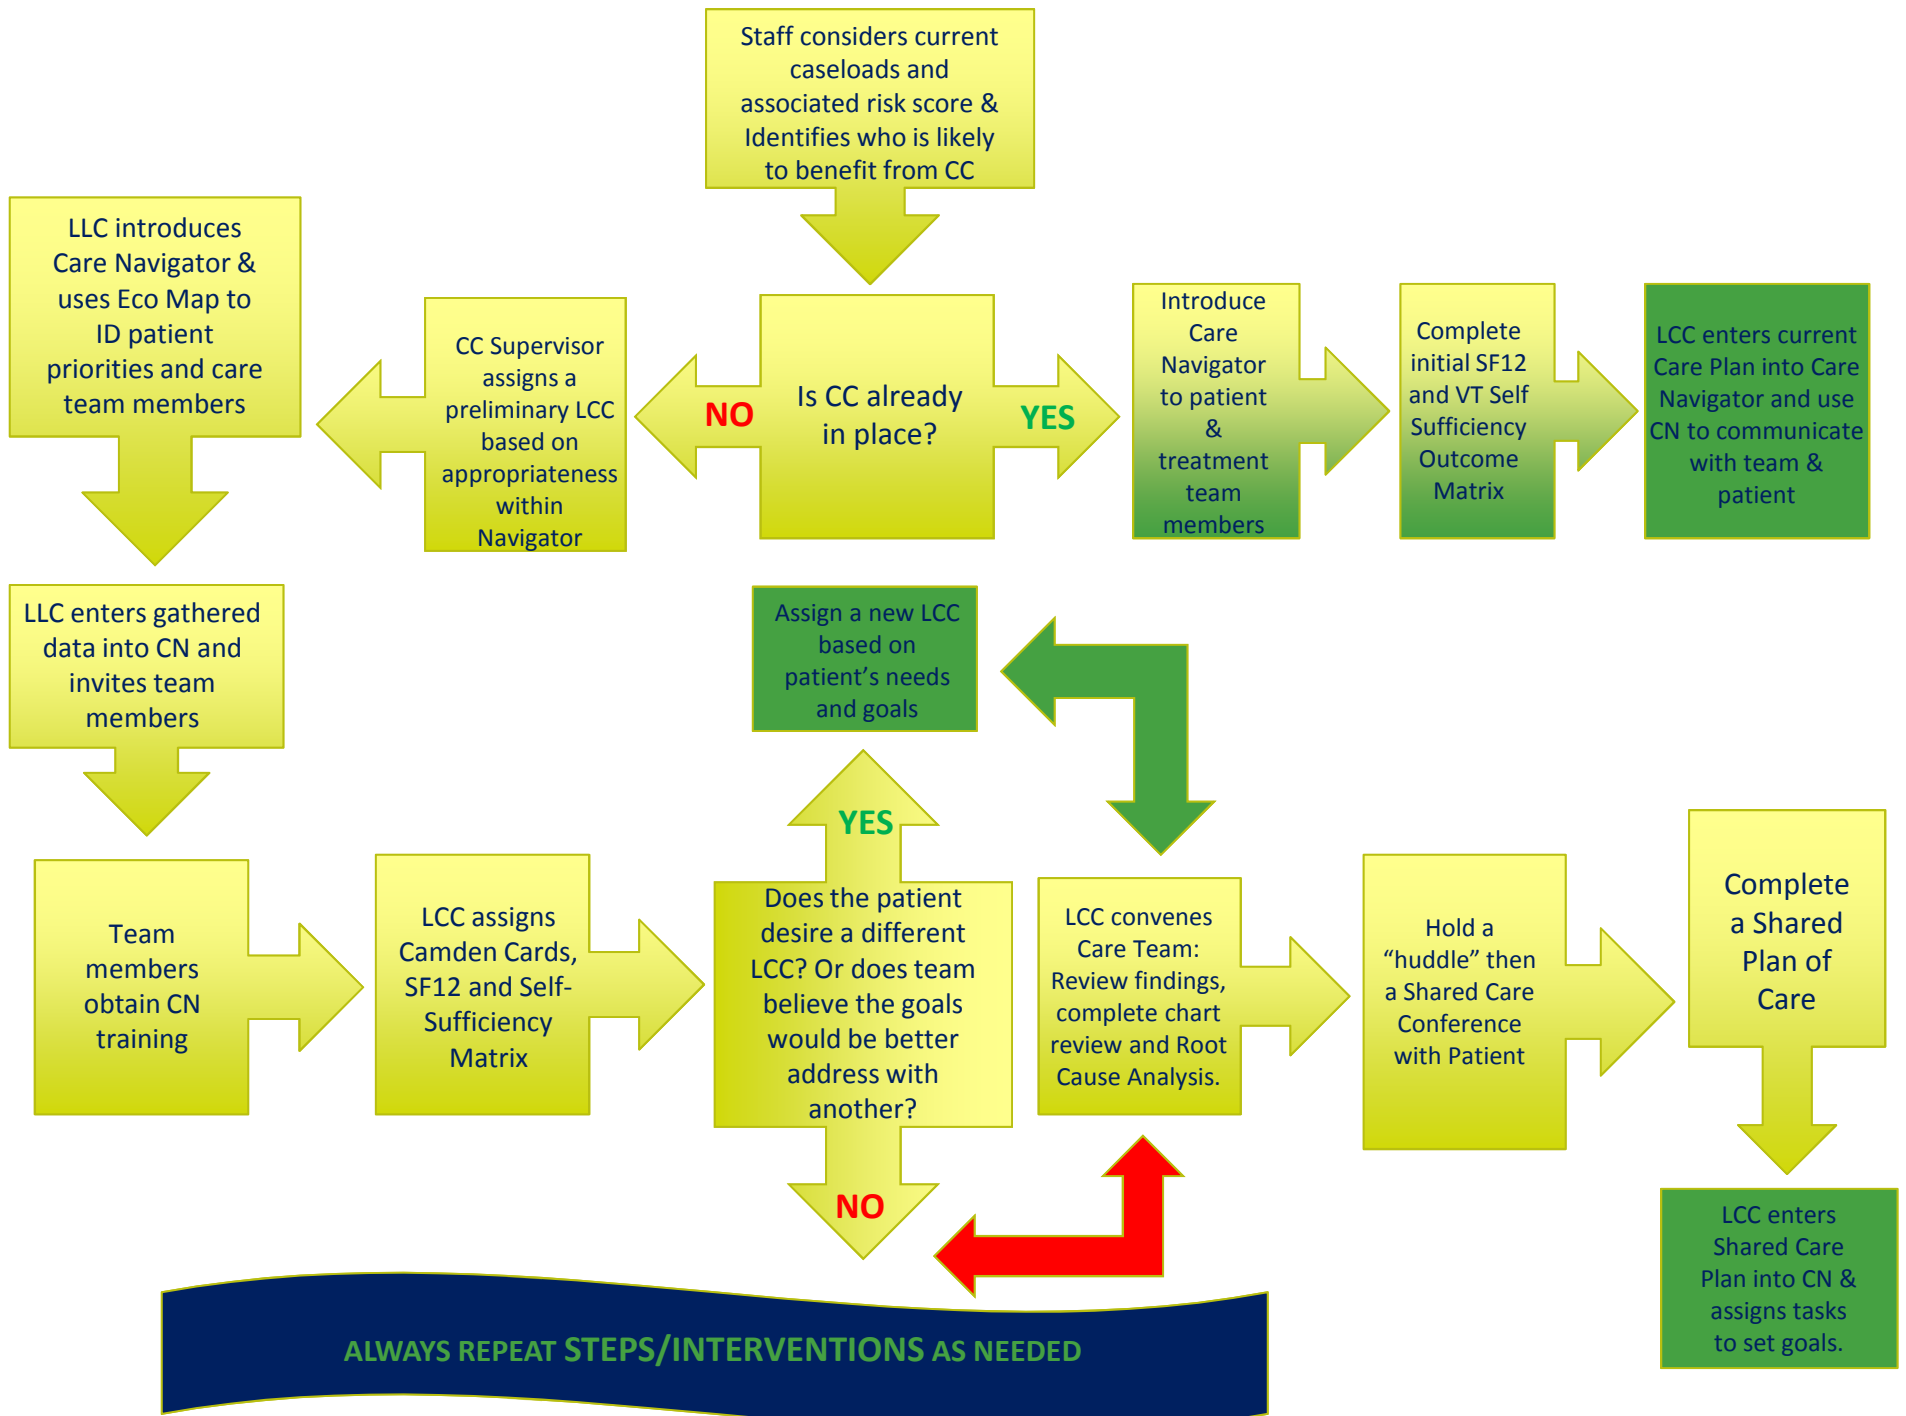 Staff considers current
caseloads and
associated risk score &
Identifies who is likely
to benefit from CC
LLC introduces
Care Navigator &
uses Eco Map to
ID patient
priorities and care
team members
CC Supervisor
assigns a
preliminary LCC
based on
appropriateness
within
Navigator
NO
Is CC already
in place?
YES
Introduce
Care
Navigator
to patient
&
treatment
team
members
Complete
initial SF12
and VT Self
Sufficiency
Outcome
Matrix
LCC enters current
Care Plan into Care
Navigator and use
CN to communicate
with team &
patient
LLC enters gathered
data into CN and
invites team
members
Assign a new LCC
based on
patient’s needs
and goals
YES
Team
members
obtain CN
training
LCC assigns
Camden Cards,
SF12 and Self-
Sufficiency
Matrix
Does the patient
desire a different
LCC? Or does team
believe the goals
would be better
address with
another?
NO
LCC convenes
Care Team:
Review findings,
complete chart
review and Root
Cause Analysis.
Hold a
“huddle” then
a Shared Care
Conference
with Patient
Complete
a Shared
Plan of
Care
LCC enters
Shared Care
Plan into CN &
assigns tasks
to set goals.
ALWAYS REPEAT STEPS/INTERVENTIONS AS NEEDED